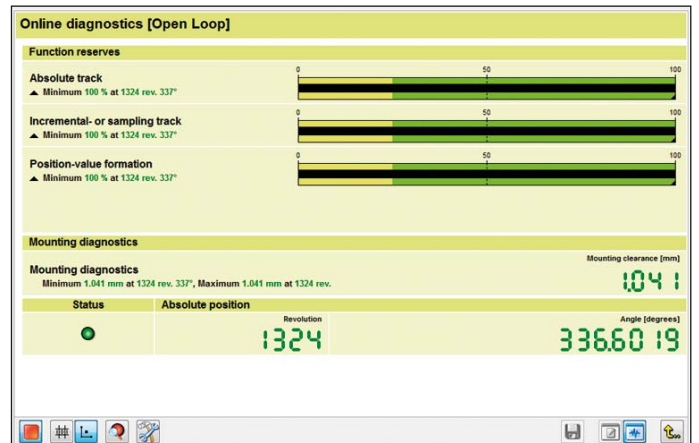 Online diagnostics [Open Loop]
Function reserves
Absolute track
Minimum 100 % at 1324 rev. 337°
0 50 100
Incremental- or sampling track
Minimum 100 % at 1324 rev. 337°
0 50 100
Position-value formation
Minimum 100 % at 1324 rev. 337°
0 50 100
Mounting diagnostics
Mounting clearance [mm]
Mounting diagnostics
Minimum 1.041 mm at 1324 rev. 337°, Maximum 1.041 mm at 1324 rev.
1.041
Status Absolute position
Revolution Angle [degrees]
1324 336.6019